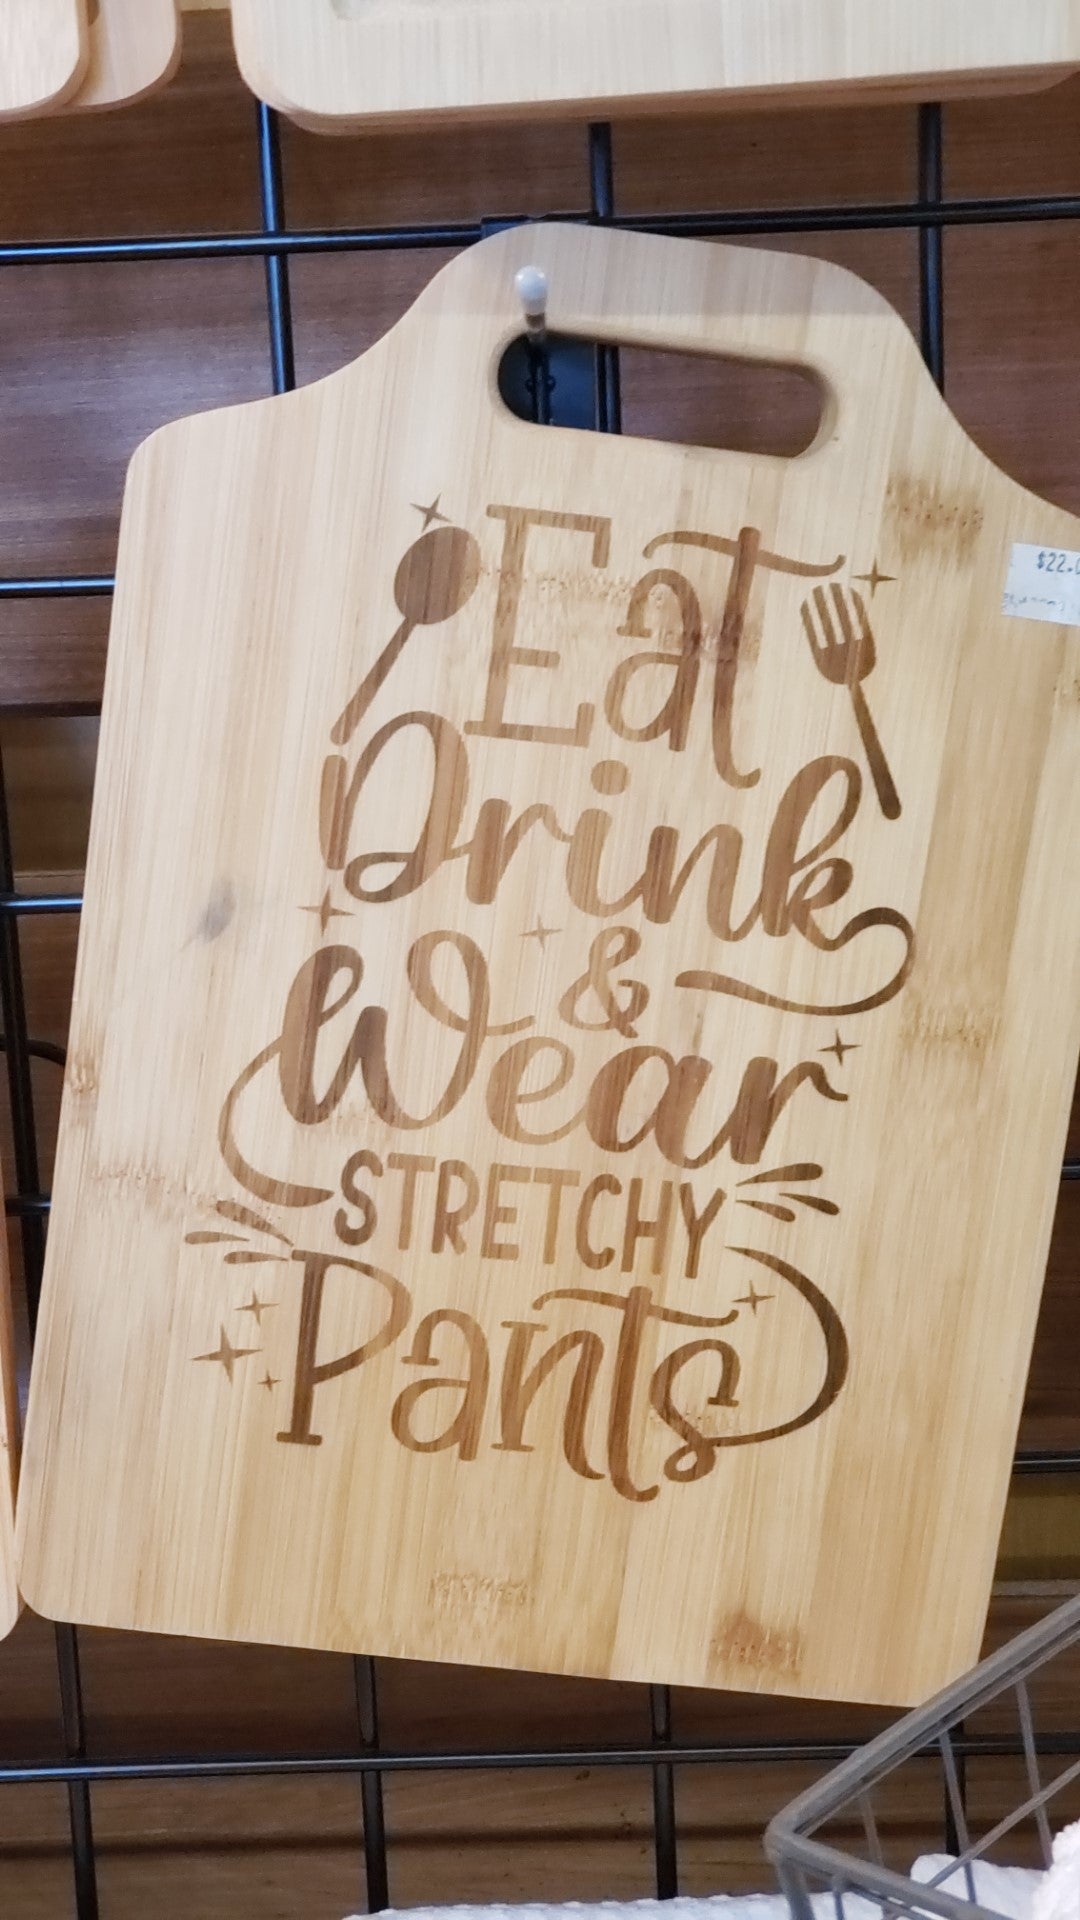 Eat
Drink
&
Wear
STRETCHY
Pants